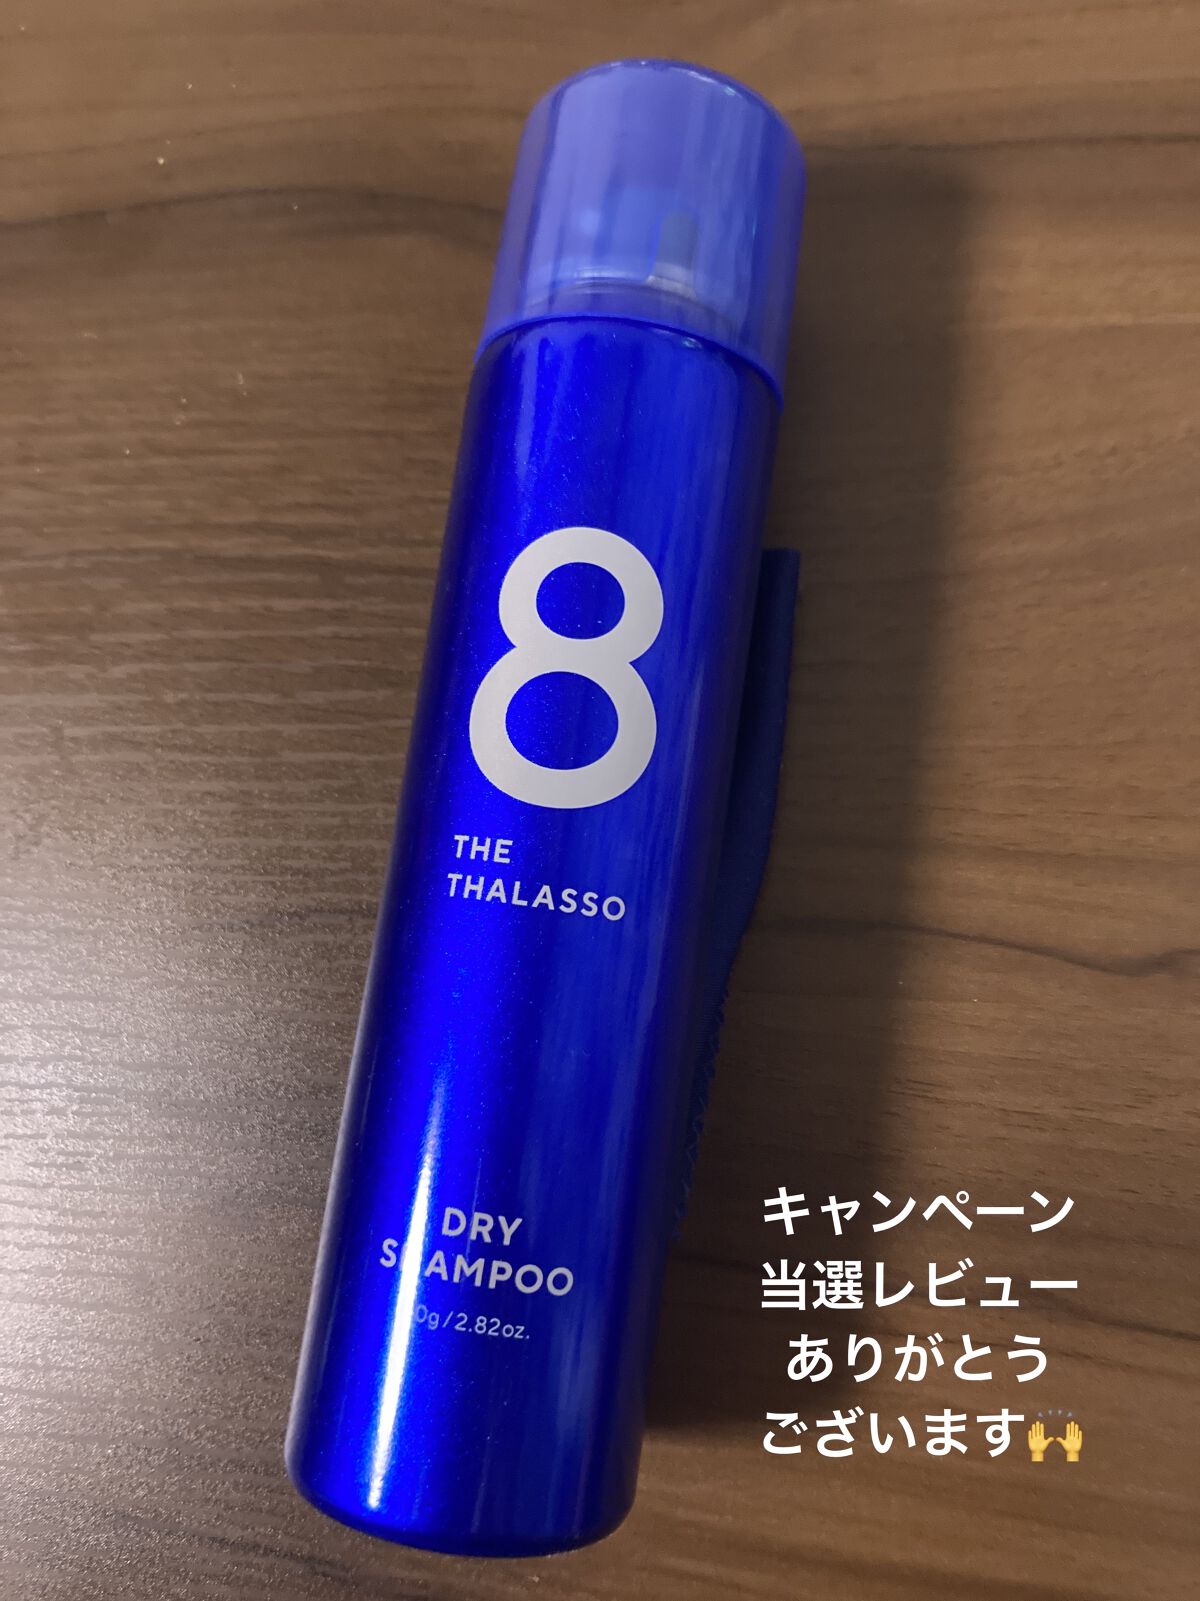 8
THE
THALASSO
DRY
SHAMPOO
0g/2.82oz.
キャンペーン
当選レビュー
ありがとう
ございます🙌